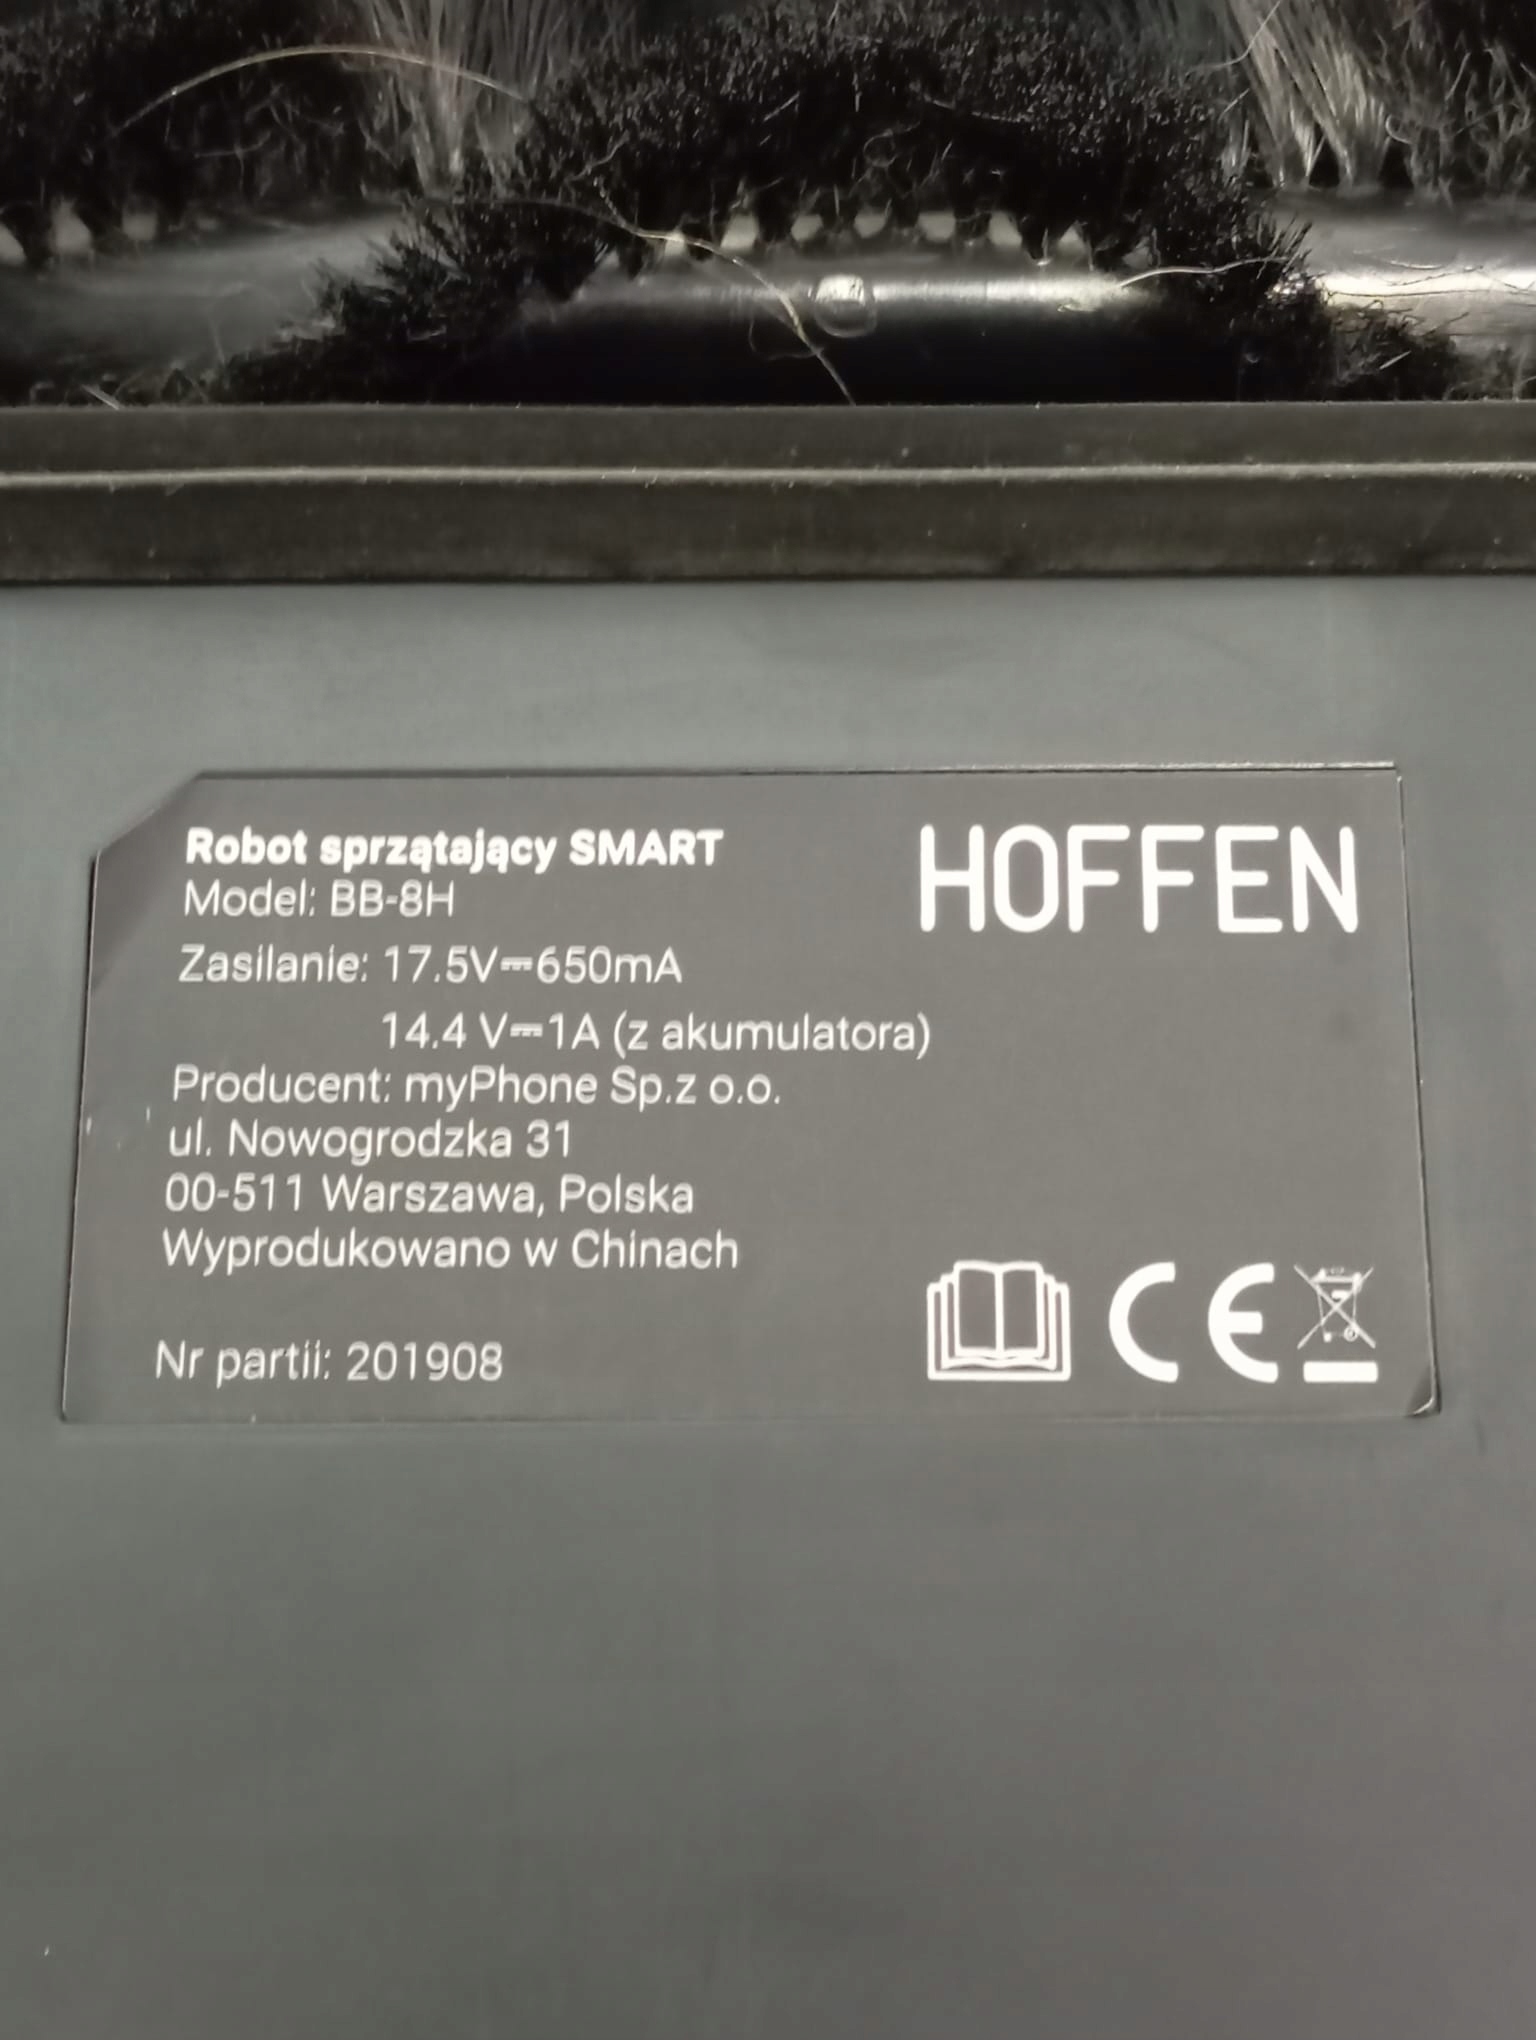 Robot sprzątający SMART
HOFFEN
Model: BB-8H
Zasilanie: 17.5V⎓650mA
14.4 V⎓1A (z akumulatora)
Producent: myPhone Sp.z o.o.
ul. Nowogrodzka 31
00-511 Warszawa, Polska
Wyprodukowano w Chinach
CE
Nr partii: 201908